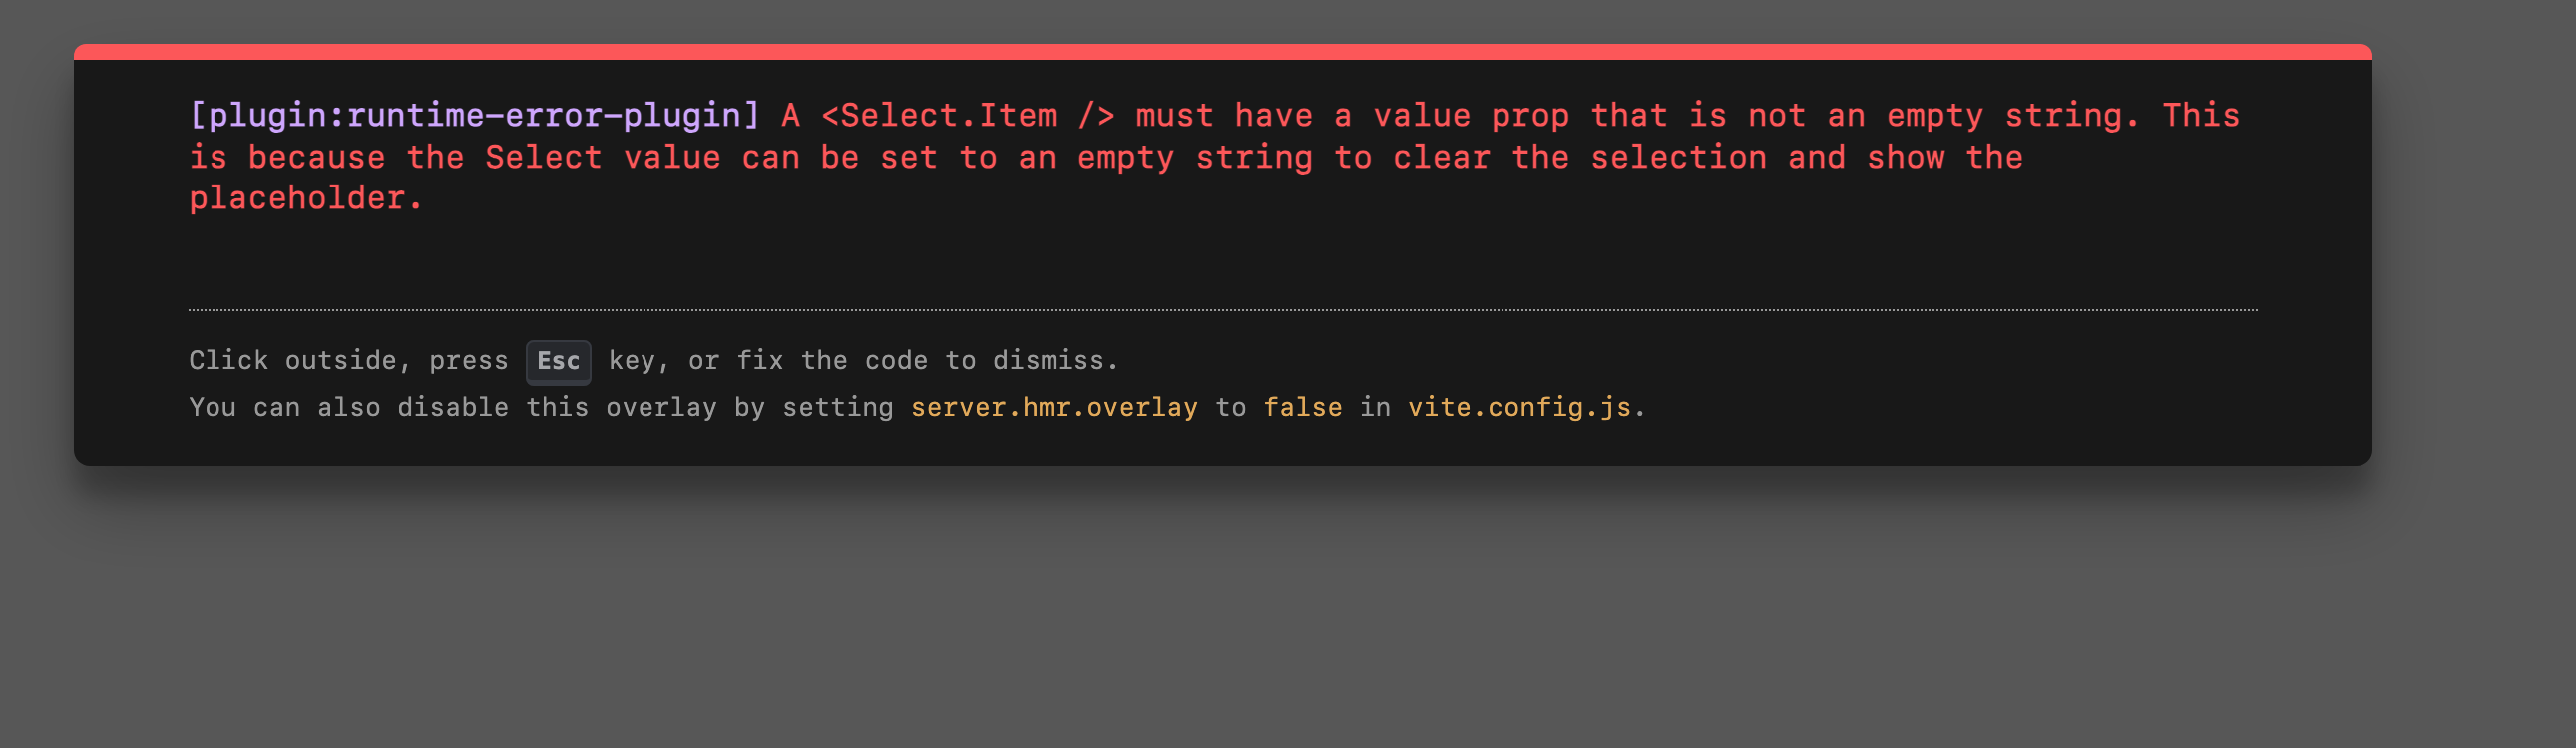 [plugin:runtime-error-plugin] A <Select.Item /> must have a value prop that is not an empty string. This
is because the Select value can be set to an empty string to clear the selection and show the
placeholder.
Click outside, press Esc key, or fix the code to dismiss.
You can also disable this overlay by setting server.hmr.overlay to false in vite.config.js.